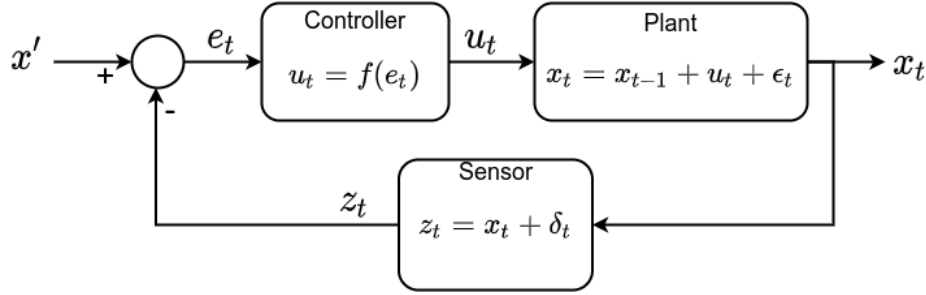 Controller
Plant
x′
e_t
u_t
x_t
u_t = f(e_t)
x_t = x_{t−1} + u_t + ϵ_t
+
-
Sensor
z_t
z_t = x_t + δ_t